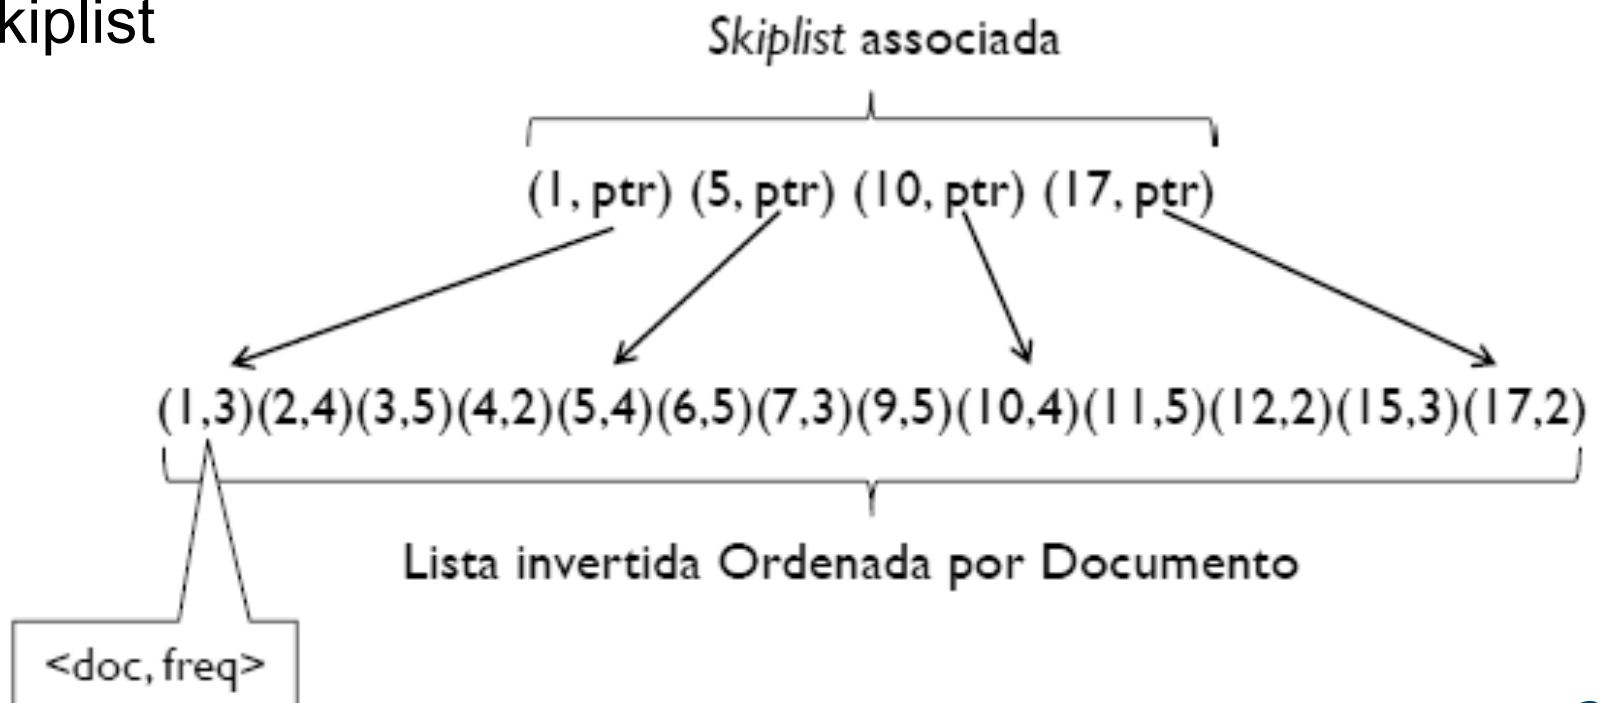 kiplist
Skiplist associada
(1, ptr) (5, ptr) (10, ptr) (17, ptr)
(1,3)(2,4)(3,5)(4,2)(5,4)(6,5)(7,3)(9,5)(10,4)(11,5)(12,2)(15,3)(17,2)
Lista invertida Ordenada por Documento
<doc, freq>